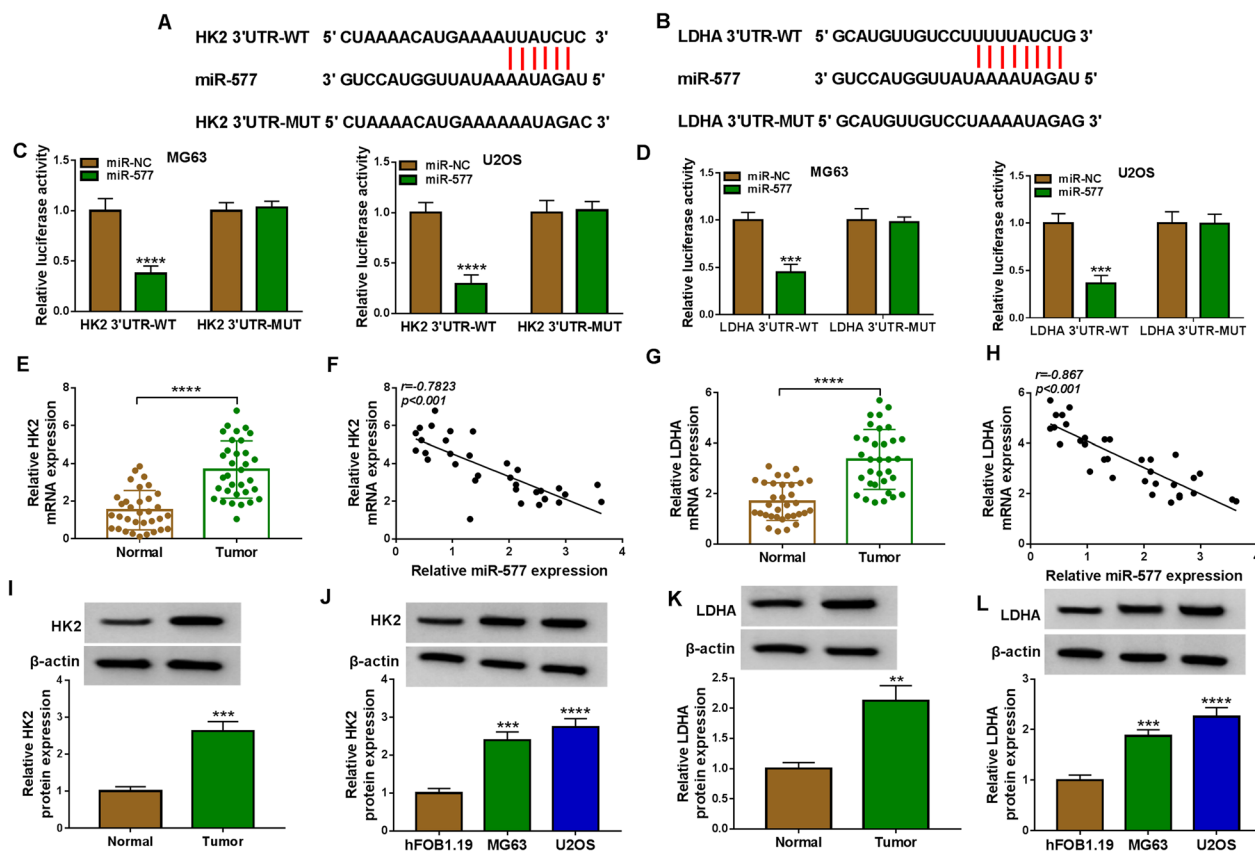 A
HK2 3'UTR-WT 5' CUAAAACAUGAAAAUUAUCUC 3'
miR-577 3' GUCCAUGGUUAUAAAAUAGAU 5'
HK2 3'UTR-MUT 5' CUAAAACAUGAAAAAAUAGAC 3'
B
LDHA 3'UTR-WT 5' GCAUGUUGUCCUUUUUAUCUG 3'
miR-577 3' GUCCAUGGUUAUAAAAUAGAU 5'
LDHA 3'UTR-MUT 5' GCAUGUUGUCCUAAAAUAGAG 3'
C
MG63
miR-NC
miR-577
Relative luciferase activity
1.5
1.0
0.5
0.0
****
HK2 3'UTR-WT HK2 3'UTR-MUT
U2OS
miR-NC
miR-577
Relative luciferase activity
1.5
1.0
0.5
0.0
****
HK2 3'UTR-WT HK2 3'UTR-MUT
D
MG63
miR-NC
miR-577
Relative luciferase activity
1.5
1.0
0.5
0.0
***
LDHA 3'UTR-WT LDHA 3'UTR-MUT
U2OS
miR-NC
miR-577
Relative luciferase activity
1.5
1.0
0.5
0.0
***
LDHA 3'UTR-WT LDHA 3'UTR-MUT
E
Relative HK2
mRNA expression
8
6
4
2
0
****
Normal Tumor
F
Relative HK2
mRNA expression
r=-0.7823
p<0.001
8
6
4
2
0
0 1 2 3 4
Relative miR-577 expression
G
Relative LDHA
mRNA expression
6
4
2
0
****
Normal Tumor
H
Relative LDHA
mRNA expression
r=-0.867
p<0.001
6
4
2
0
0 1 2 3 4
Relative miR-577 expression
I
HK2
β-actin
Relative HK2
protein expression
4
3
2
1
0
***
Normal Tumor
J
HK2
β-actin
Relative HK2
protein expression
4
3
2
1
0
***
****
hFOB1.19 MG63 U2OS
K
LDHA
β-actin
Relative LDHA
protein expression
2.5
2.0
1.5
1.0
0.5
0.0
**
Normal Tumor
L
LDHA
β-actin
Relative LDHA
protein expression
3
2
1
0
***
****
hFOB1.19 MG63 U2OS